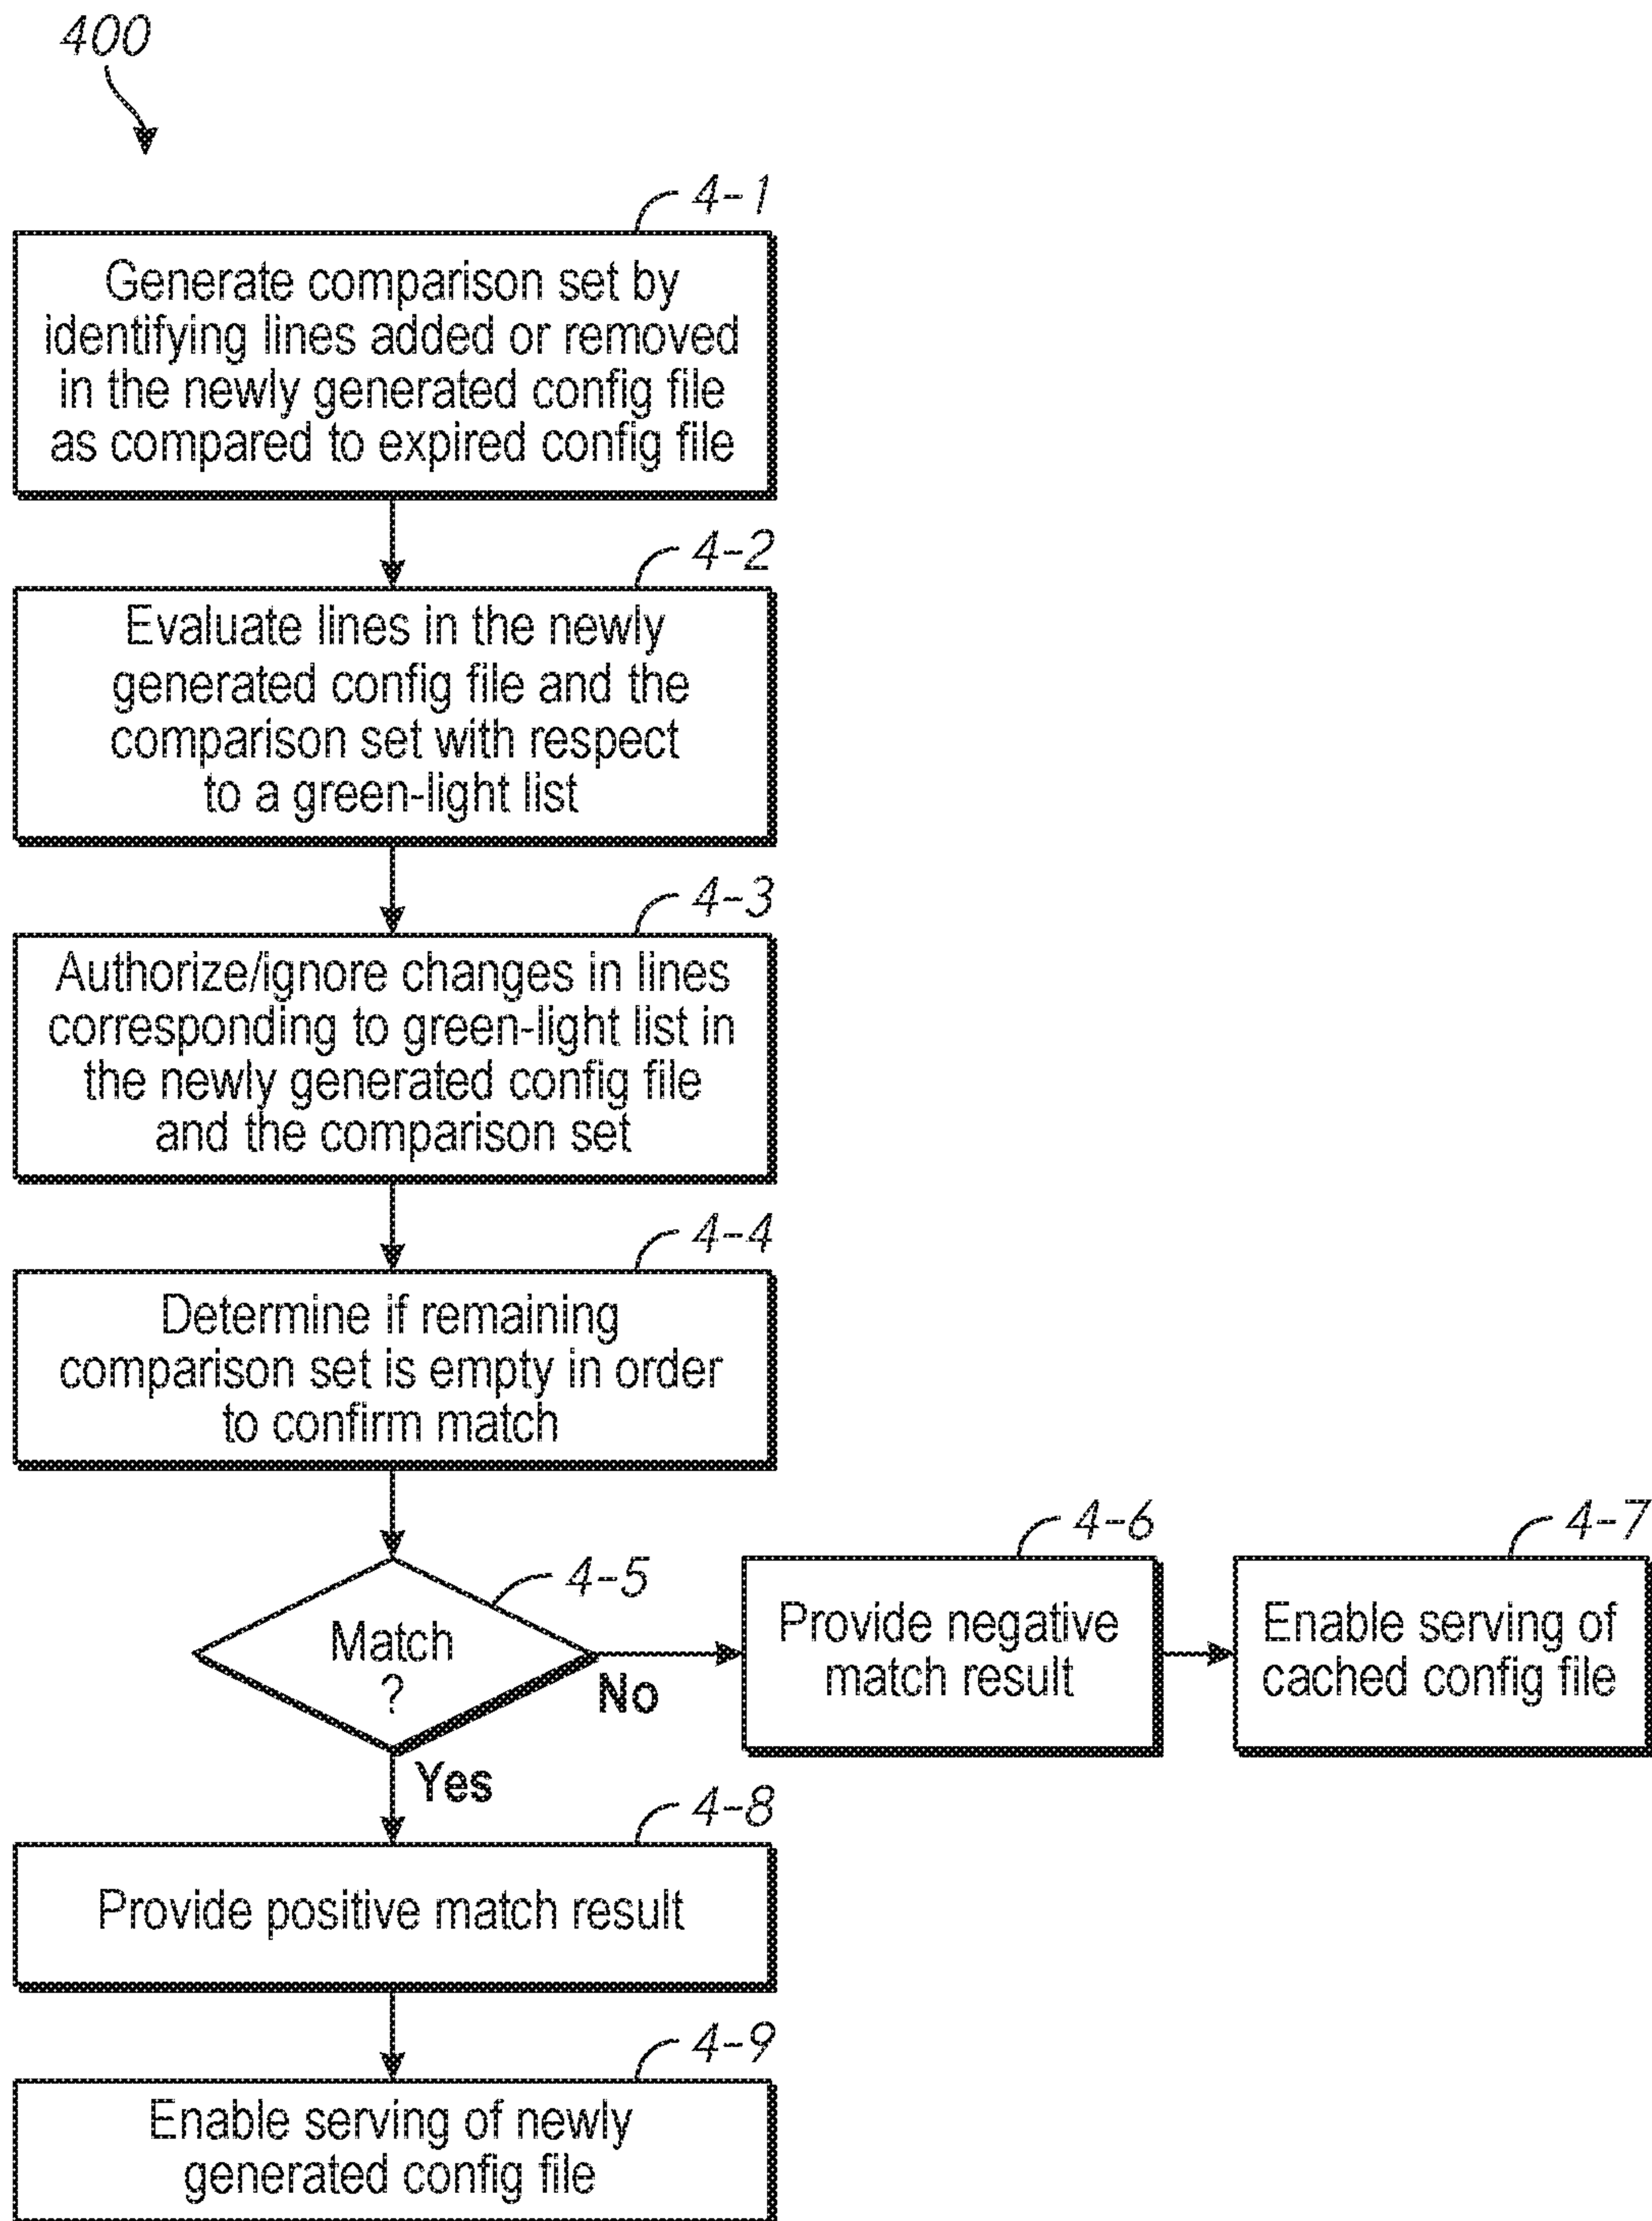 400
4-1
Generate comparison set by
identifying lines added or removed
in the newly generated config file
as compared to expired config file
4-2
Evaluate lines in the newly
generated config file and the
comparison set with respect
to a green-light list
4-3
Authorize/ignore changes in lines
corresponding to green-light list in
the newly generated config file
and the comparison set
4-4
Determine if remaining
comparison set is empty in order
to confirm match
4-5
Match
?
No
Yes
4-6
Provide negative
match result
4-7
Enable serving of
cached config file
4-8
Provide positive match result
4-9
Enable serving of newly
generated config file